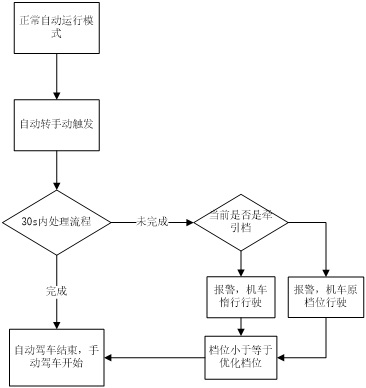 正常自动运行模
式
自动转手动触发
30s内处理流程
未完成
当前是否是牵
引档
完成
报警，机车
惰行行驶
报警，机车原
档位行驶
自动驾车结束，手
动驾车开始
档位小于等于
优化档位